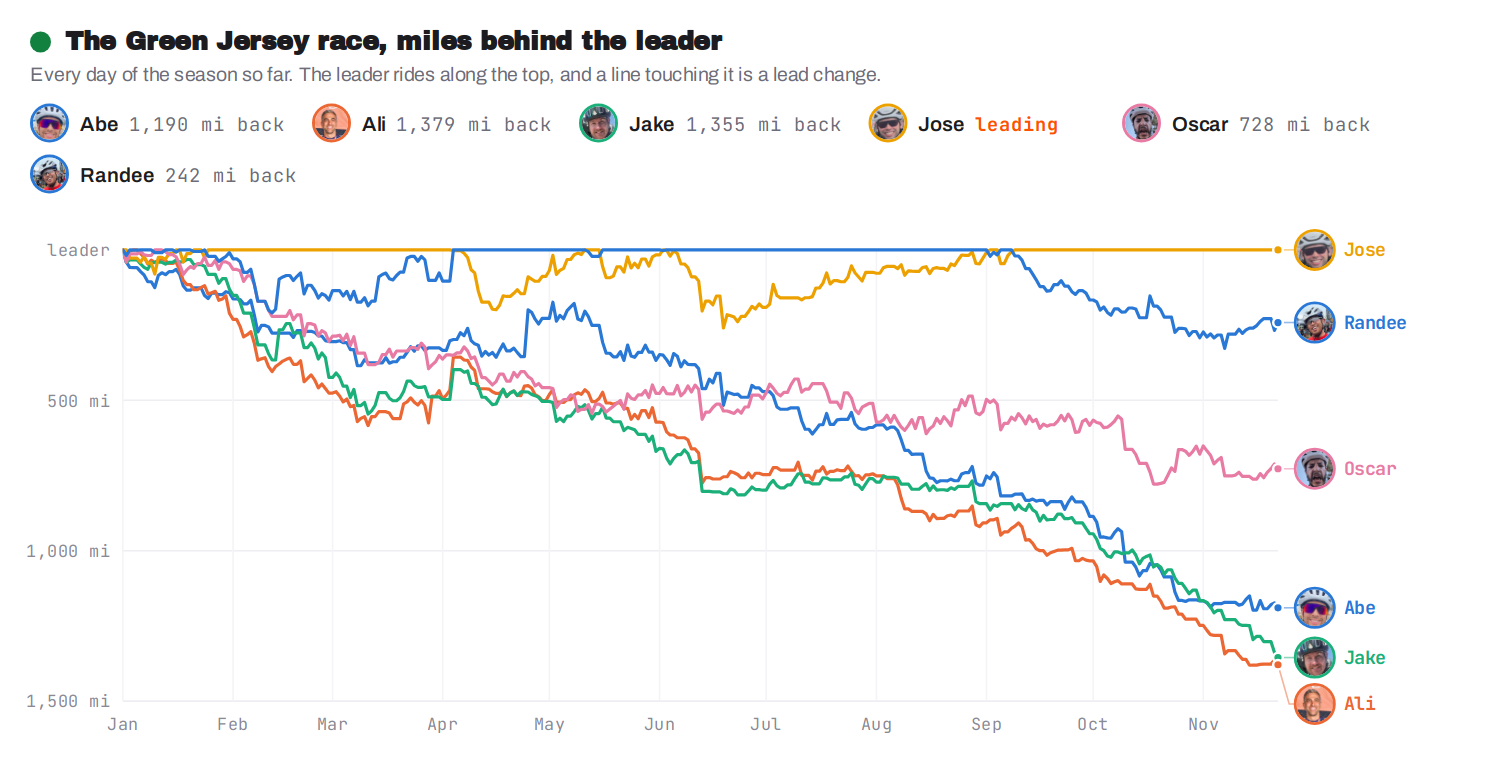 The Green Jersey race, miles behind the leader
Every day of the season so far. The leader rides along the top, and a line touching it is a lead change.
Abe 1,190 mi back Ali 1,379 mi back Jake 1,355 mi back Jose leading Oscar 728 mi back
Randee 242 mi back
leader
Jose
Randee
500 mi
Oscar
1,000 mi
Abe
Jake
1,500 mi
Ali
Jan Feb Mar Apr May Jun Jul Aug Sep Oct Nov